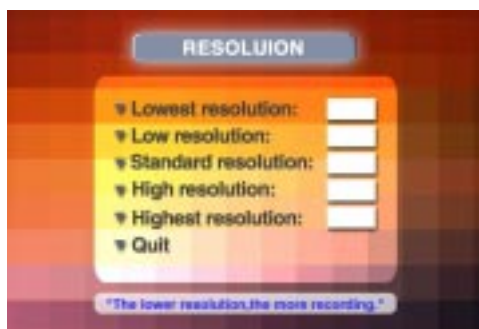 RESOLUION
Lowest resolution:
Low resolution:
Standard resolution:
High resolution:
Highest resolution:
Quit
"The lower resolution,the more recording."